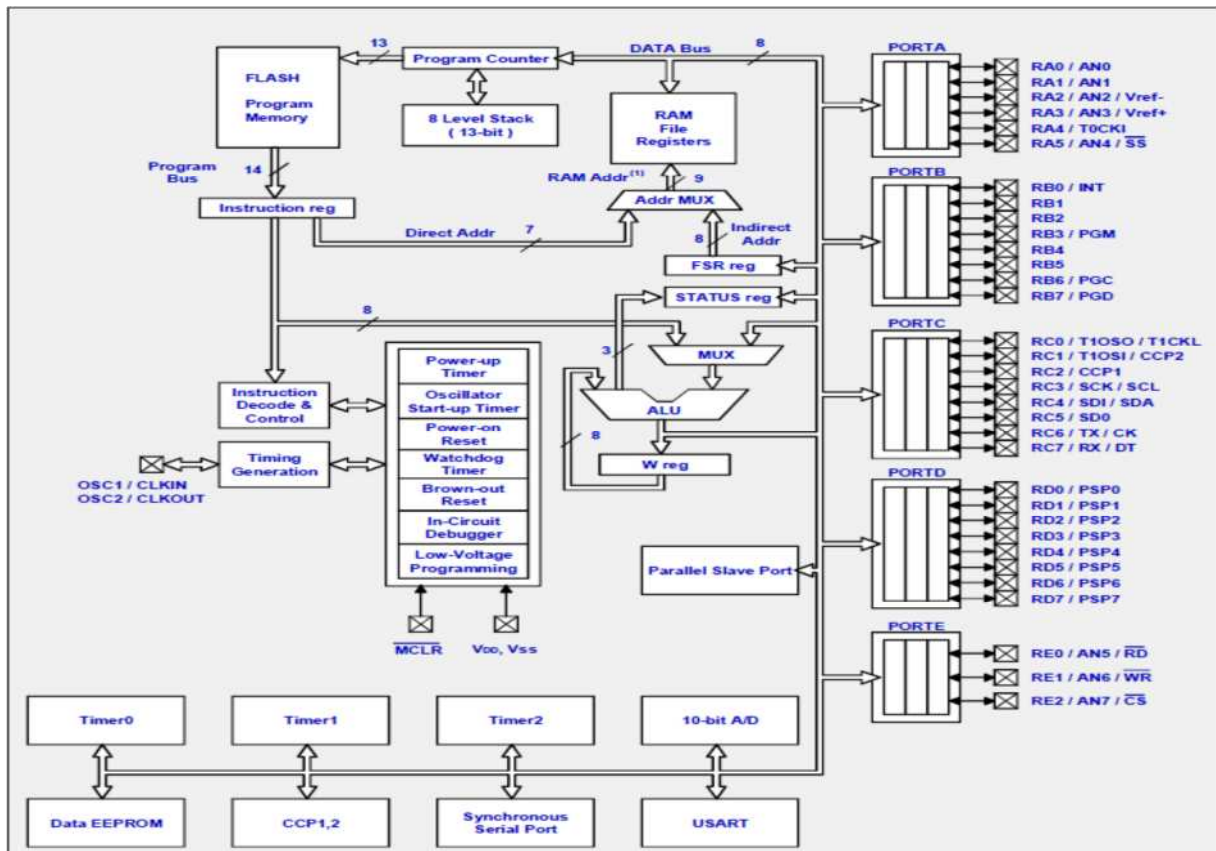 13
DATA Bus
8
PORTA
FLASH
Program
Memory
Program Counter
8 Level Stack
( 13-bit )
RAM
File
Registers
RA0 / AN0
RA1 / AN1
RA2 / AN2 / Vref-
RA3 / AN3 / Vref+
RA4 / T0CKI
RA5 / AN4 / SS
Program
Bus
14
RAM Addr(1)
9
PORTB
Instruction reg
Addr MUX
Direct Addr
7
8
Indirect
Addr
FSR reg
STATUS reg
RB0 / INT
RB1
RB2
RB3 / PGM
RB4
RB5
RB6 / PGC
RB7 / PGD
8
3
MUX
PORTC
Power-up
Timer
Oscillator
Start-up Timer
Power-on
Reset
Watchdog
Timer
Brown-out
Reset
In-Circuit
Debugger
Low-Voltage
Programming
Instruction
Decode &
Control
Timing
Generation
OSC1 / CLKIN
OSC2 / CLKOUT
ALU
8
W reg
RC0 / T1OSO / T1CKL
RC1 / T1OSI / CCP2
RC2 / CCP1
RC3 / SCK / SCL
RC4 / SDI / SDA
RC5 / SD0
RC6 / TX / CK
RC7 / RX / DT
PORTD
Parallel Slave Port
RD0 / PSP0
RD1 / PSP1
RD2 / PSP2
RD3 / PSP3
RD4 / PSP4
RD5 / PSP5
RD6 / PSP6
RD7 / PSP7
MCLR
VDD, Vss
PORTE
RE0 / AN5 / RD
RE1 / AN6 / WR
RE2 / AN7 / CS
Timer0
Timer1
Timer2
10-bit A/D
Data EEPROM
CCP1,2
Synchronous
Serial Port
USART